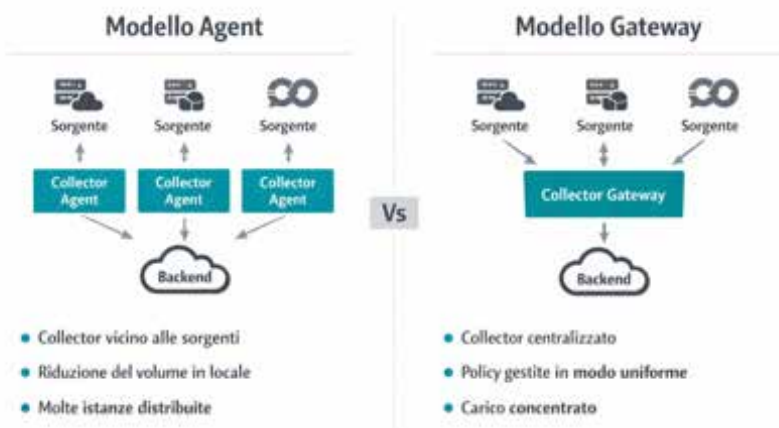 Modello Agent
Sorgente Sorgente Sorgente
Collector Agent Collector Agent Collector Agent
Backend
Collector vicino alle sorgenti
Riduzione del volume in locale
Molte istanze distribuite
Vs
Modello Gateway
Sorgente Sorgente Sorgente
Collector Gateway
Backend
Collector centralizzato
Policy gestite in modo uniforme
Carico concentrato